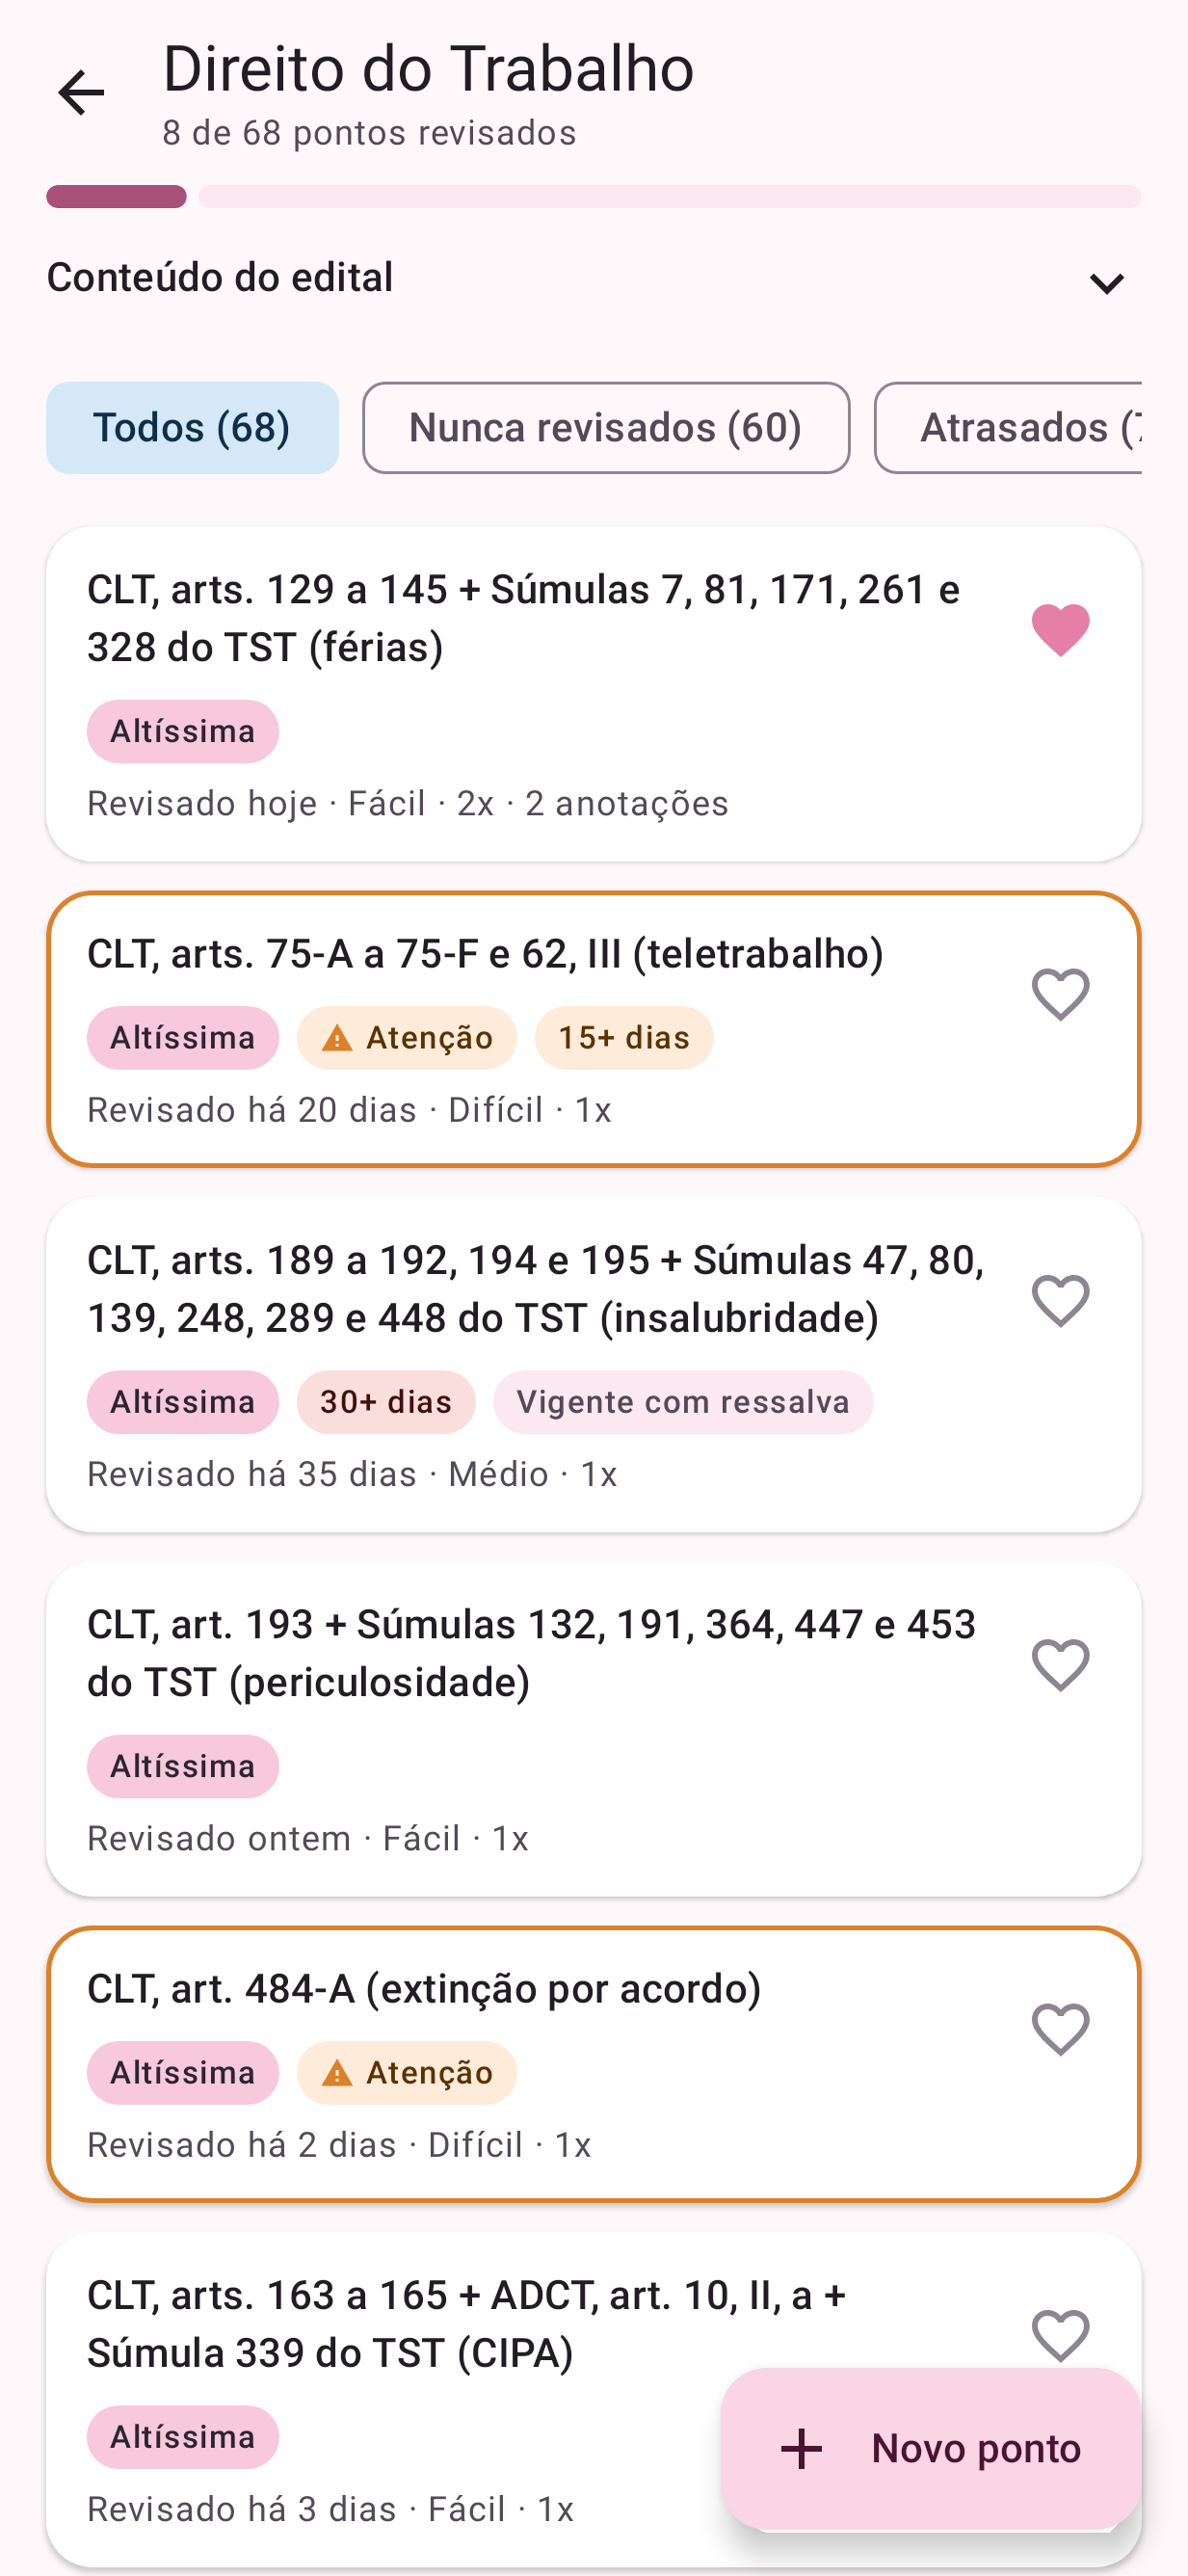 Direito do Trabalho
8 de 68 pontos revisados
Conteúdo do edital
Todos (68)
Nunca revisados (60)
Atrasados (
CLT, arts. 129 a 145 + Súmulas 7, 81, 171, 261 e
328 do TST (férias)
Altíssima
Revisado hoje · Fácil · 2x · 2 anotações
CLT, arts. 75-A a 75-F e 62, III (teletrabalho)
Altíssima
Atenção
15+ dias
Revisado há 20 dias · Difícil · 1x
CLT, arts. 189 a 192, 194 e 195 + Súmulas 47, 80,
139, 248, 289 e 448 do TST (insalubridade)
Altíssima
30+ dias
Vigente com ressalva
Revisado há 35 dias · Médio · 1x
CLT, art. 193 + Súmulas 132, 191, 364, 447 e 453
do TST (periculosidade)
Altíssima
Revisado ontem · Fácil · 1x
CLT, art. 484-A (extinção por acordo)
Altíssima
Atenção
Revisado há 2 dias · Difícil · 1x
CLT, arts. 163 a 165 + ADCT, art. 10, II, a +
Súmula 339 do TST (CIPA)
Altíssima
Revisado há 3 dias · Fácil · 1x
+ Novo ponto